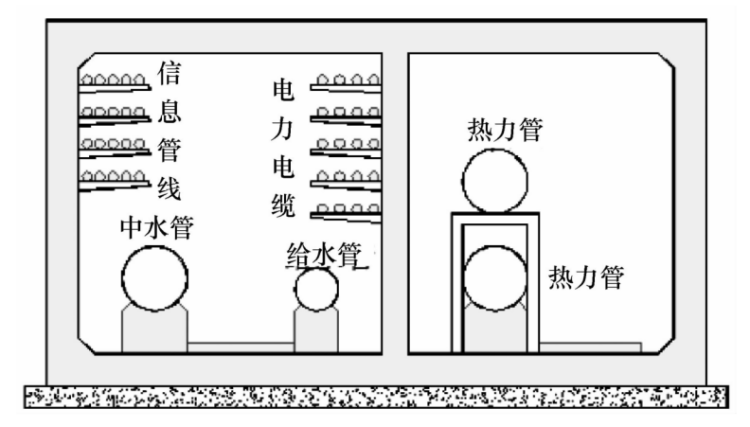 信息管线
电力电缆
热力管
中水管
给水管
热力管